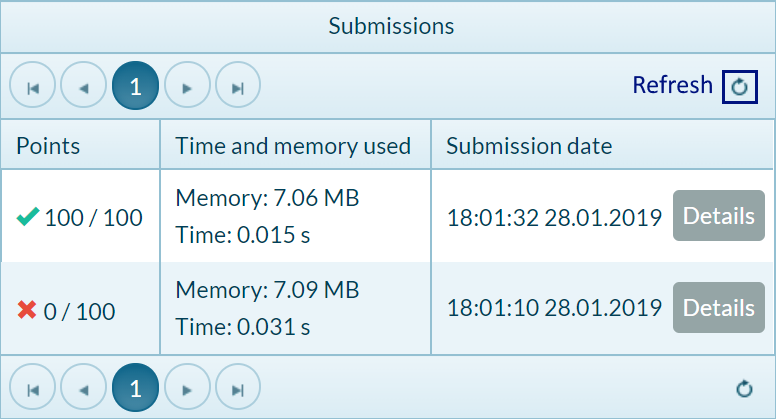 Submissions
1
Refresh
Points Time and memory used Submission date
100 / 100 Memory: 7.06 MB
Time: 0.015 s 18:01:32 28.01.2019 Details
0 / 100 Memory: 7.09 MB
Time: 0.031 s 18:01:10 28.01.2019 Details
1